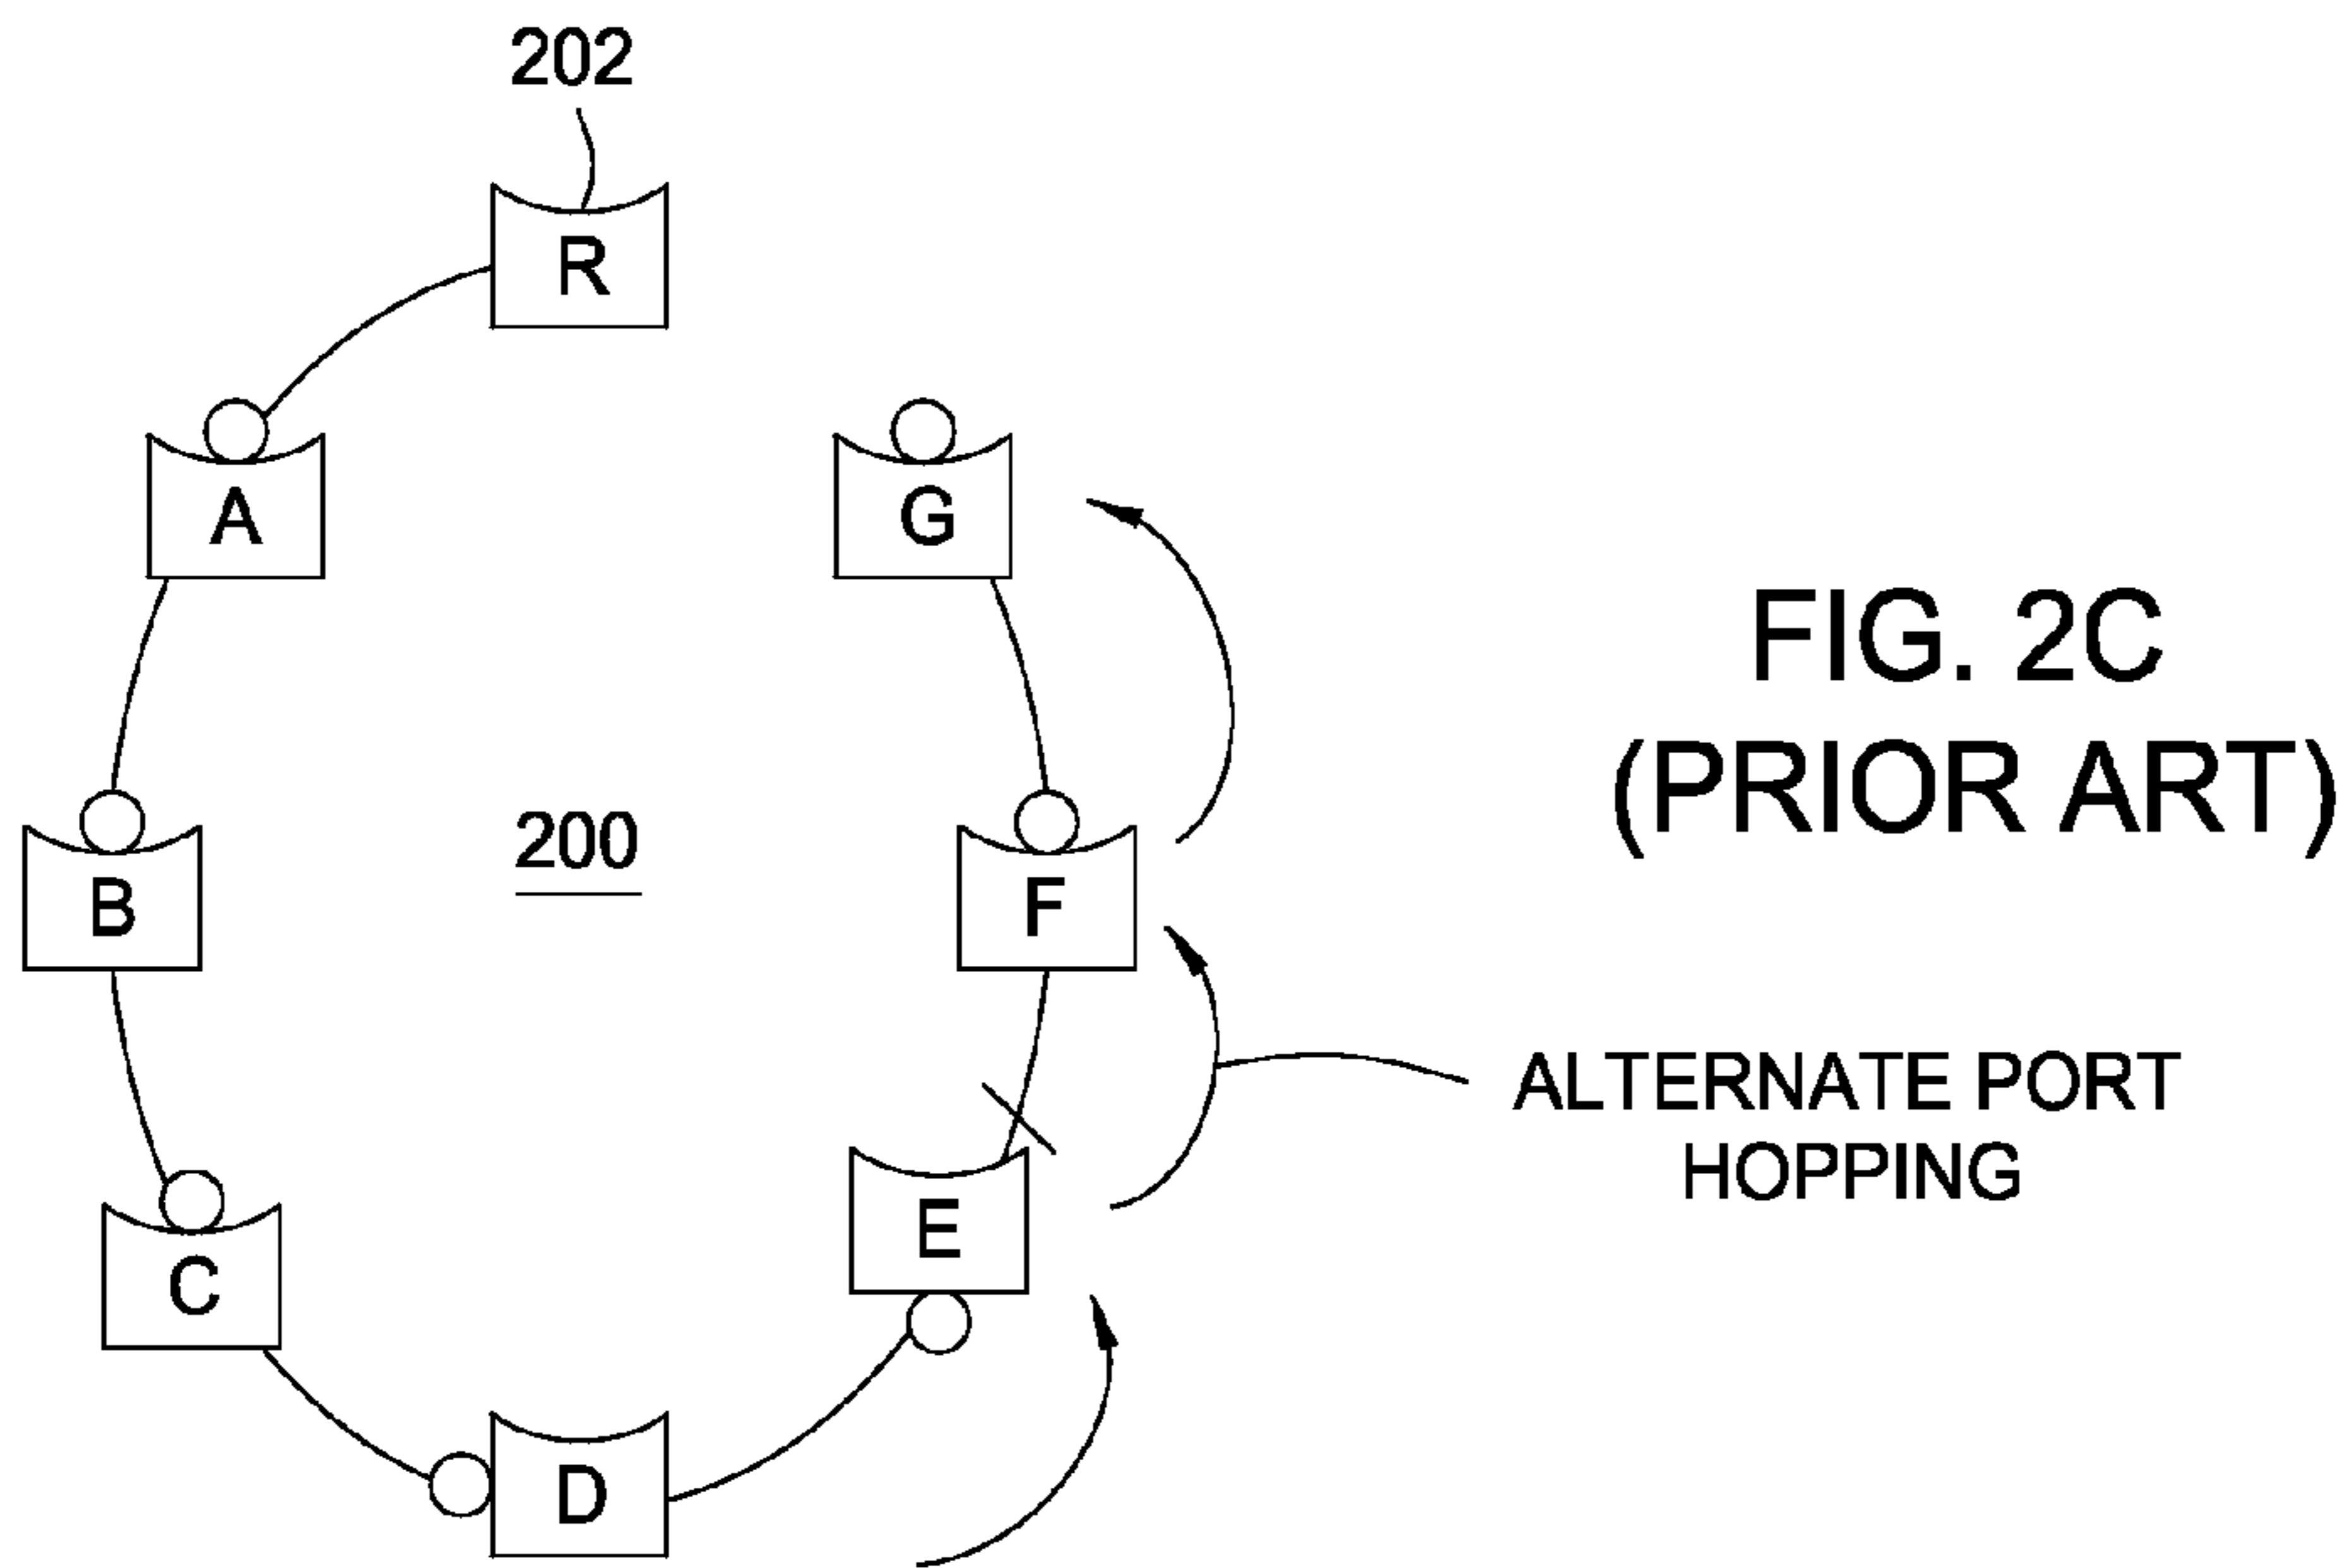 202
R
A
G
FIG. 2C
(PRIOR ART)
200
B
F
ALTERNATE PORT
HOPPING
E
C
D